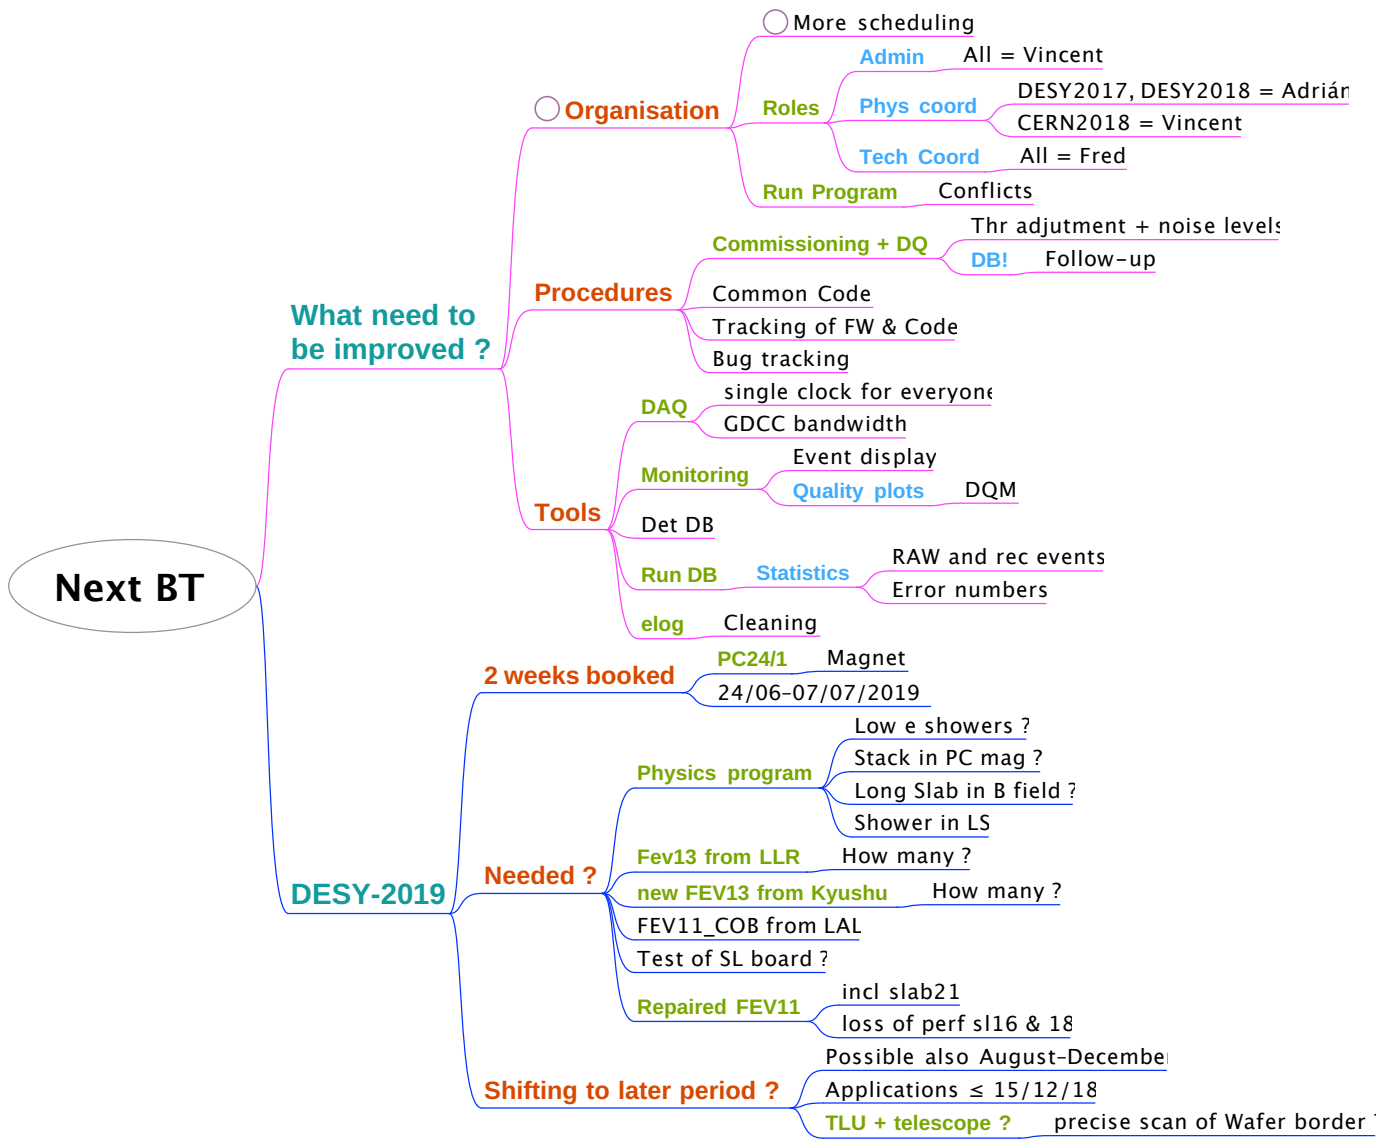 Next BT
What need to
be improved ?
Organisation
More scheduling
Roles
Admin
All = Vincent
Phys coord
DESY2017, DESY2018 = Adrián
CERN2018 = Vincent
Tech Coord
All = Fred
Run Program
Conflicts
Procedures
Commissioning + DQ
Thr adjutment + noise levels
DB!
Follow-up
Common Code
Tracking of FW & Code
Bug tracking
Tools
DAQ
single clock for everyone
GDCC bandwidth
Monitoring
Event display
Quality plots
DQM
Det DB
Run DB
Statistics
RAW and rec events
Error numbers
elog
Cleaning
DESY-2019
2 weeks booked
PC24/1
Magnet
24/06–07/07/2019
Needed ?
Physics program
Low e showers ?
Stack in PC mag ?
Long Slab in B field ?
Shower in LS
Fev13 from LLR
How many ?
new FEV13 from Kyushu
How many ?
FEV11_COB from LAL
Test of SL board ?
Repaired FEV11
incl slab21
loss of perf sl16 & 18
Shifting to later period ?
Possible also August–December
Applications ≤ 15/12/18
TLU + telescope ?
precise scan of Wafer border ?